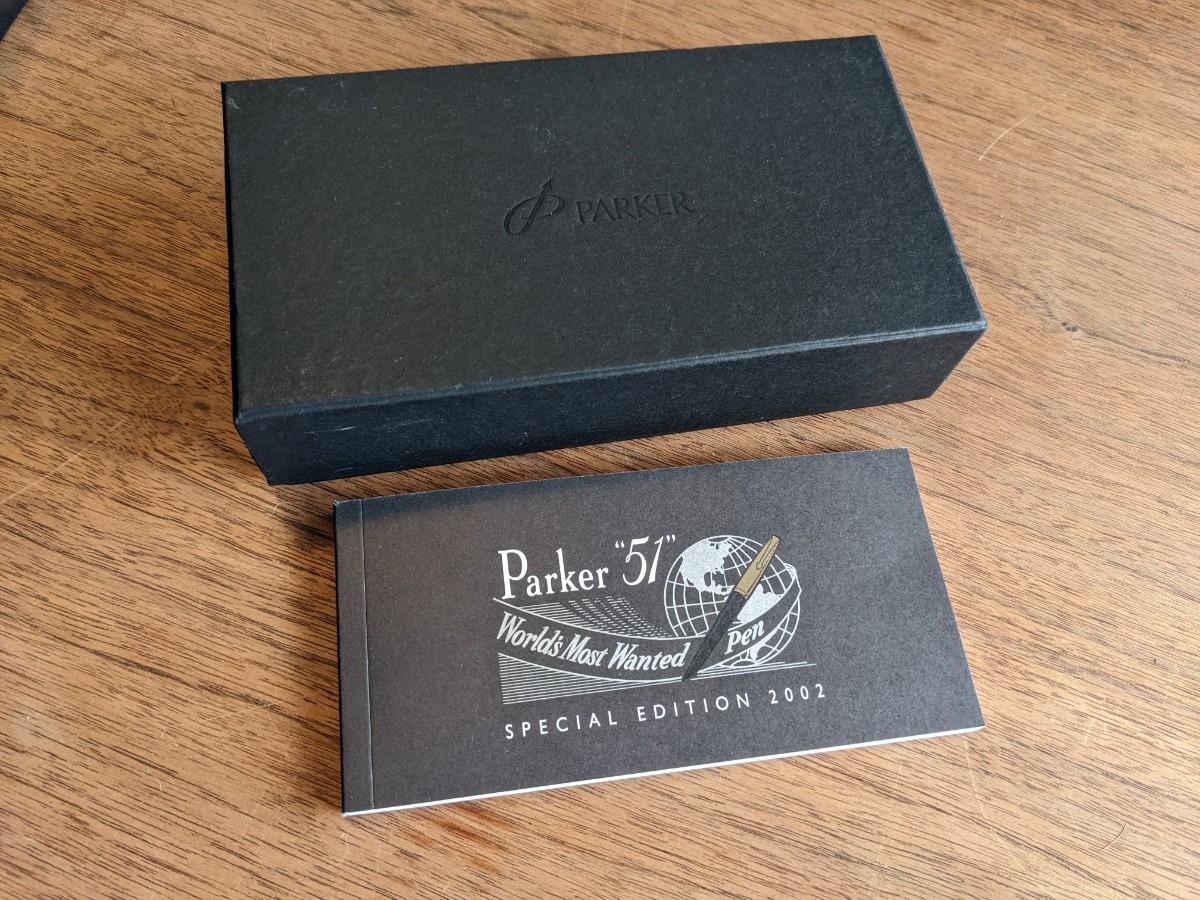 PARKER
Parker "51"
World's Most Wanted Pen
SPECIAL EDITION 2002